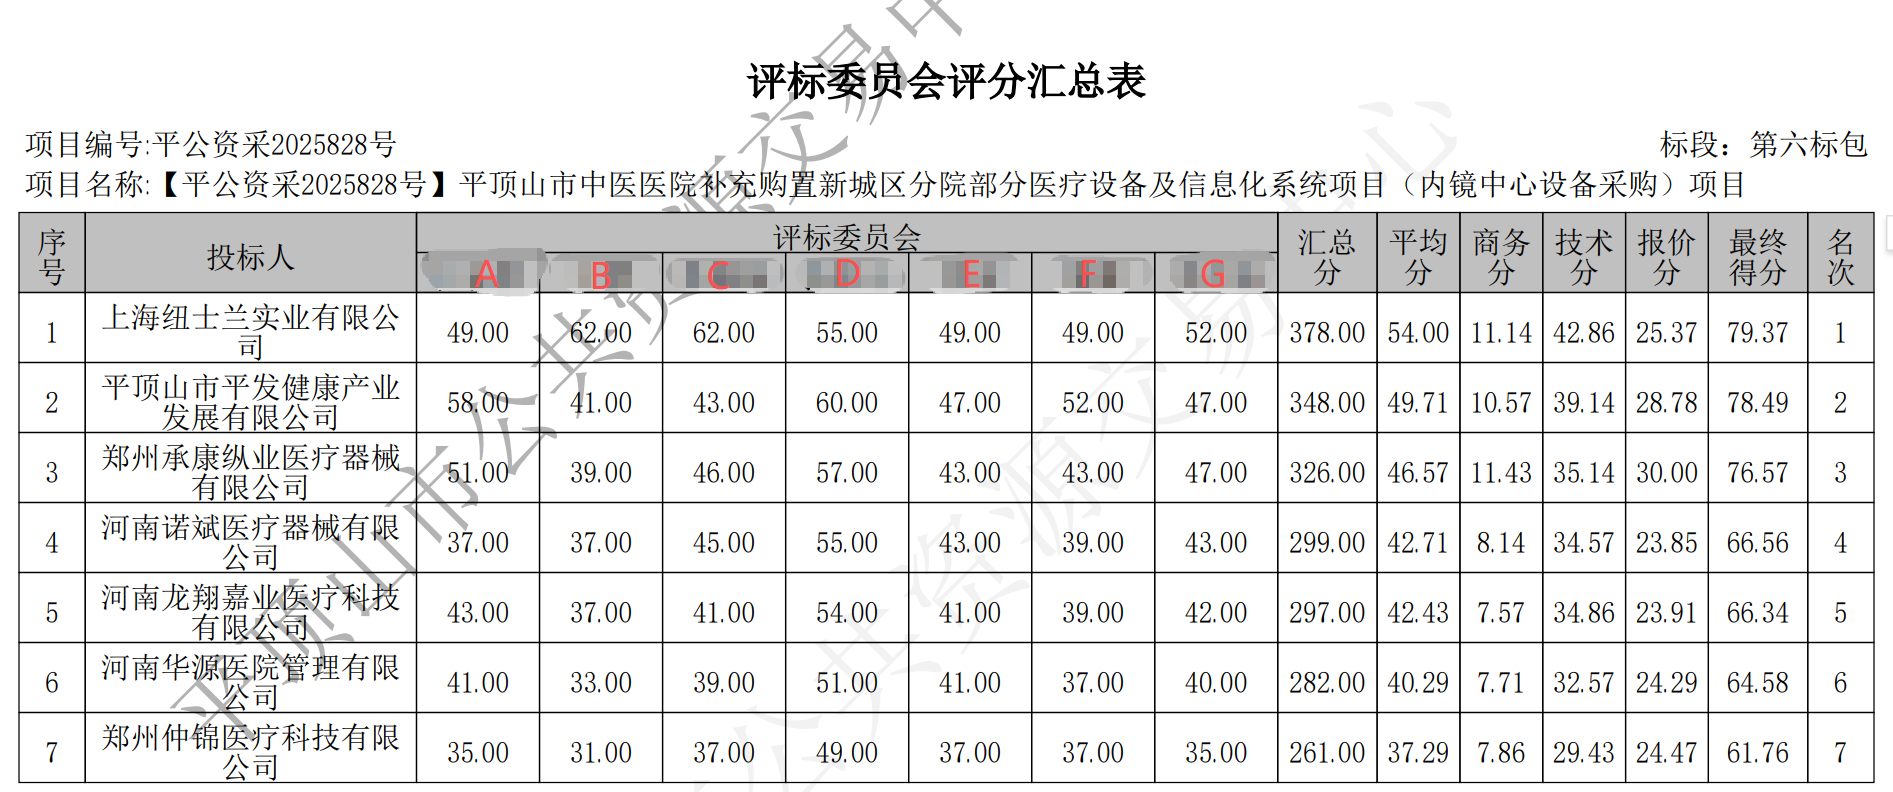 评标委员会评分汇总表
项目编号:平公资采2025828号
标段：第六标包
项目名称:【平公资采2025828号】平顶山市中医医院补充购置新城区分院部分医疗设备及信息化系统项目（内镜中心设备采购）项目
序号 投标人 评标委员会 汇总分 平均分 商务分 技术分 报价分 最终得分 名次
A B C D E F G
1 上海纽士兰实业有限公司 49.00 62.00 62.00 55.00 49.00 49.00 52.00 378.00 54.00 11.14 42.86 25.37 79.37 1
2 平顶山市平发健康产业发展有限公司 58.00 41.00 43.00 60.00 47.00 52.00 47.00 348.00 49.71 10.57 39.14 28.78 78.49 2
3 郑州承康纵业医疗器械有限公司 51.00 39.00 46.00 57.00 43.00 43.00 47.00 326.00 46.57 11.43 35.14 30.00 76.57 3
4 河南诺斌医疗器械有限公司 37.00 37.00 45.00 55.00 43.00 39.00 43.00 299.00 42.71 8.14 34.57 23.85 66.56 4
5 河南龙翔嘉业医疗科技有限公司 43.00 37.00 41.00 54.00 41.00 39.00 42.00 297.00 42.43 7.57 34.86 23.91 66.34 5
6 河南华源医院管理有限公司 41.00 33.00 39.00 51.00 41.00 37.00 40.00 282.00 40.29 7.71 32.57 24.29 64.58 6
7 郑州仲锦医疗科技有限公司 35.00 31.00 37.00 49.00 37.00 37.00 35.00 261.00 37.29 7.86 29.43 24.47 61.76 7
平顶山市公共资源交易中
公共资源交易中心